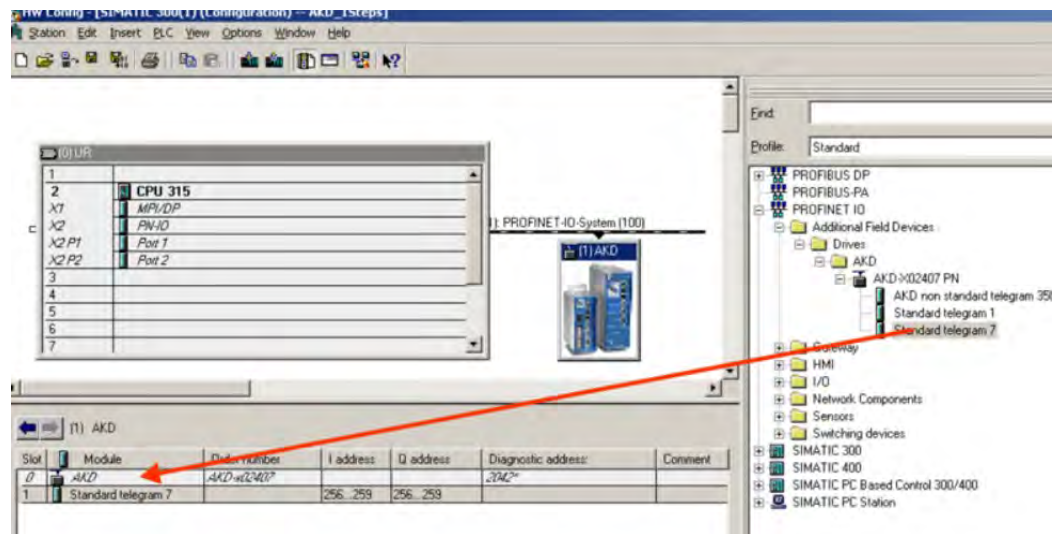 HW Config - [SIMATIC 300(1) (Configuration) -- AKD_1Steps]
Station Edit Insert PLC View Options Window Help
(0) UR
1
2 CPU 315
X1 MPI/DP
X2 PN-IO
X2 P1 Port 1
X2 P2 Port 2
3
4
5
6
7
): PROFINET-IO-System (100)
(1) AKD
Find:
Profile: Standard
PROFIBUS DP
PROFIBUS-PA
PROFINET IO
Additional Field Devices
Drives
AKD
AKD-X02407 PN
AKD non standard telegram 350
Standard telegram 1
Standard telegram 7
Gateway
HMI
I/O
Network Components
Sensors
Switching devices
SIMATIC 300
SIMATIC 400
SIMATIC PC Based Control 300/400
SIMATIC PC Station
(1) AKD
Slot Module Order number I address Q address Diagnostic address: Comment
0 AKD AKD-x02407 2042*
1 Standard telegram 7 256...259 256...259